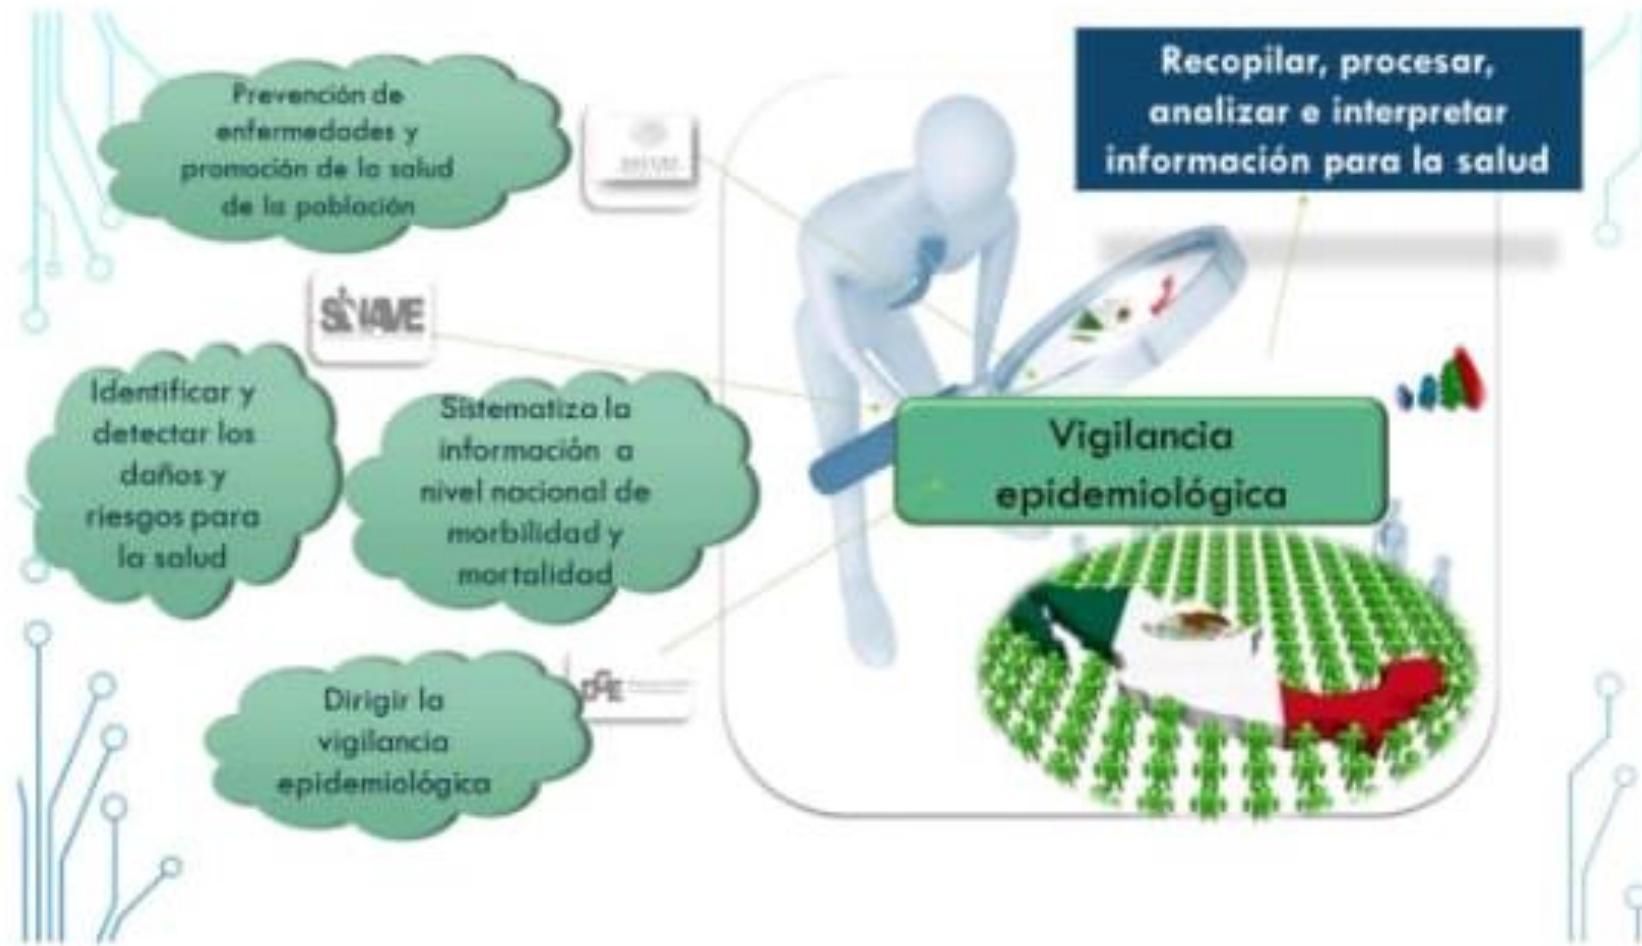 Prevención de
enfermedades y
promoción de la salud
de la población
Recopilar, procesar,
analizar e interpretar
información para la salud
Identificar y
detectar los
daños y
riesgos para
la salud
Sistematiza la
información a
nivel nacional de
morbilidad y
mortalidad
Vigilancia
epidemiológica
Dirigir la
vigilancia
epidemiológica
DGE